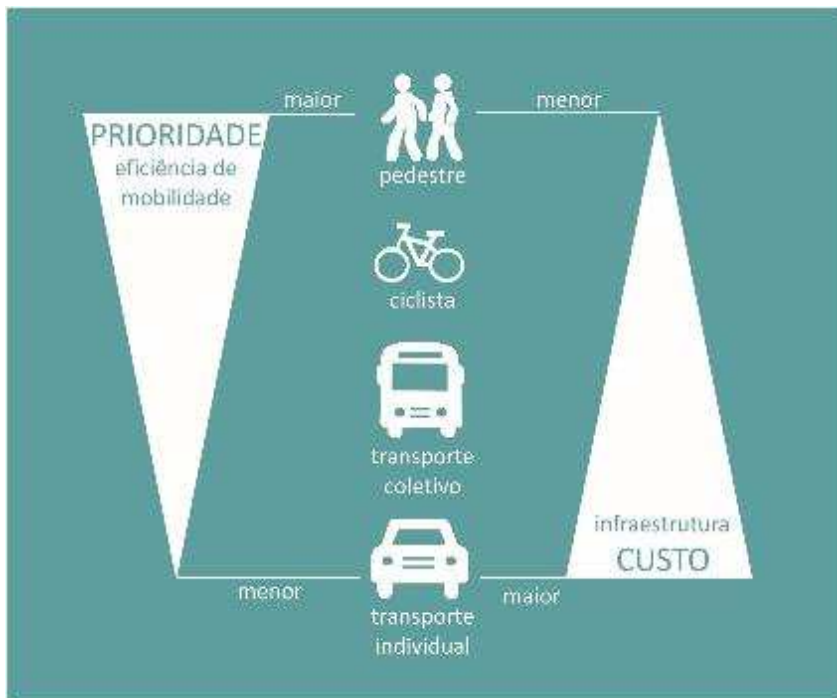 maior
menor
PRIORIDADE
eficiência de
mobilidade
pedestre
ciclista
transporte
coletivo
infraestrutura
CUSTO
menor
maior
transporte
individual